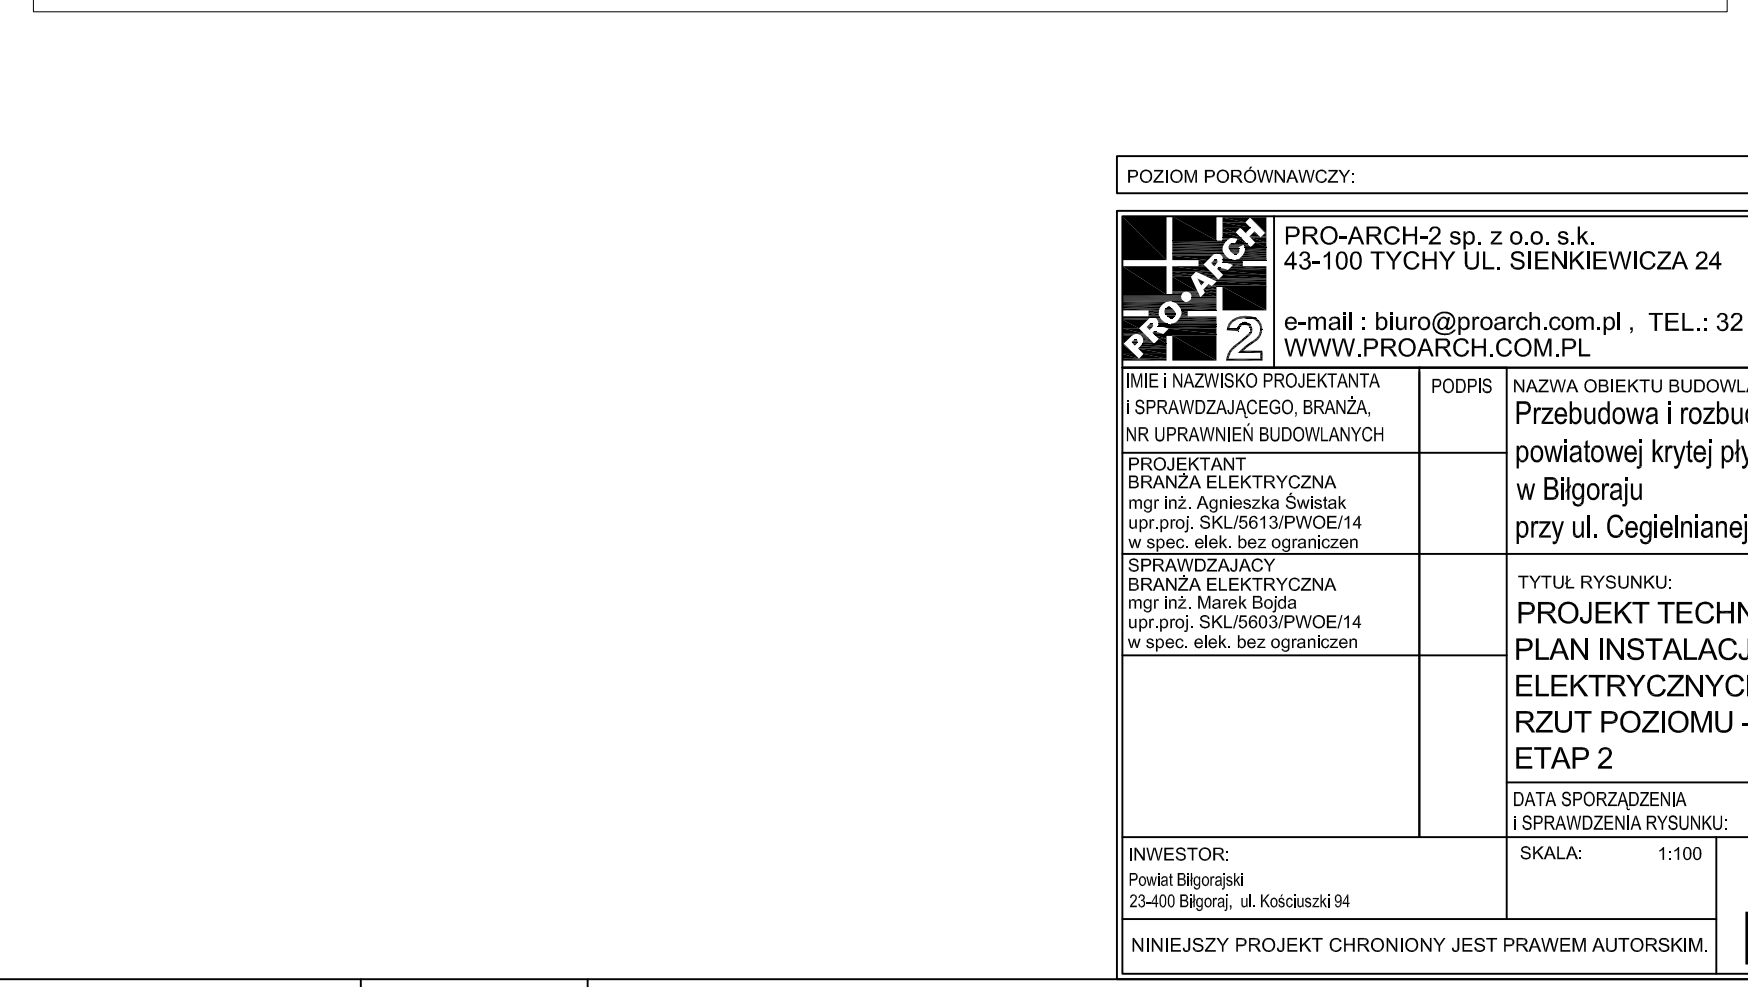 POZIOM PORÓWNAWCZY:
PRO•ARCH
2
PRO-ARCH-2 sp. z o.o. s.k.
43-100 TYCHY UL. SIENKIEWICZA 24
e-mail : biuro@proarch.com.pl , TEL.: 32
WWW.PROARCH.COM.PL
IMIE i NAZWISKO PROJEKTANTA
i SPRAWDZAJĄCEGO, BRANŻA,
NR UPRAWNIEŃ BUDOWLANYCH
PODPIS
NAZWA OBIEKTU
Przebudowa i
powiatowej krytej
w Biłgoraju
przy ul. Cegielnianej
PROJEKTANT
BRANŻA ELEKTRYCZNA
mgr inż. Agnieszka Świstak
upr.proj. SKL/5613/PWOE/14
w spec. elek. bez ograniczen
SPRAWDZAJACY
BRANŻA ELEKTRYCZNA
mgr inż. Marek Bojda
upr.proj. SKL/5603/PWOE/14
w spec. elek. bez ograniczen
TYTUŁ RYSUNKU:
PROJEKT
PLAN
RZUT POZIOMU -
ETAP 2
DATA SPORZĄDZENIA
i SPRAWDZENIA RYSUNKU:
INWESTOR:
Powiat Biłgorajski
23-400 Biłgoraj, ul. Kościuszki 94
SKALA: 1:100
NINIEJSZY PROJEKT CHRONIONY JEST PRAWEM AUTORSKIM.